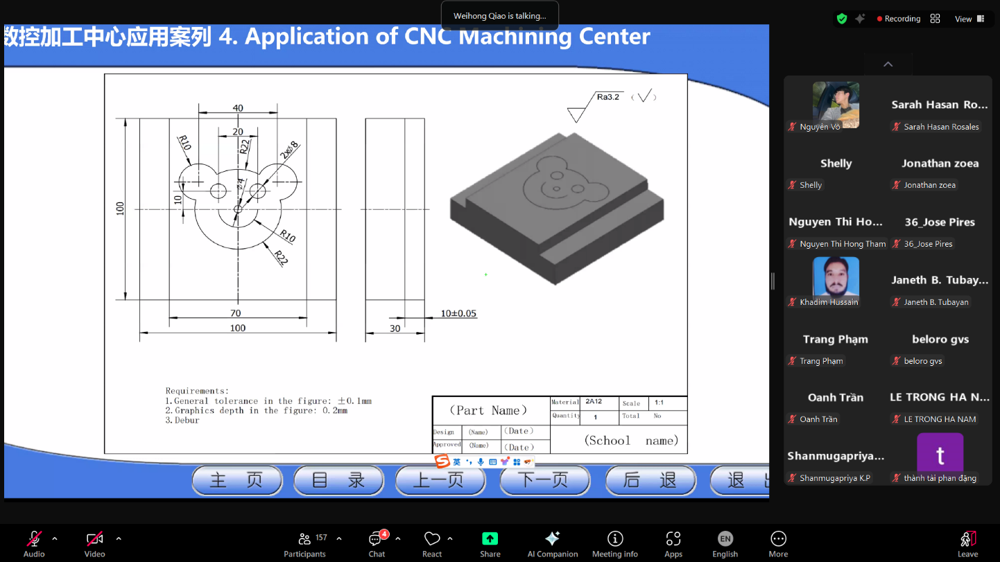 Weihong Qiao is talking...
Recording
View
数控加工中心应用案列 4. Application of CNC Machining Center
Ra3.2
40
20
R10
R22
2xφ8
φ4
10
100
R10
R22
70
100
10±0.05
30
Requirements:
1.General tolerance in the figure: ±0.1mm
2.Graphics depth in the figure: 0.2mm
3.Debur
(Part Name)
Material 2A12 Scale 1:1
Quantity 1 Total No
Design (Name) (Date)
Approved (Name) (Date)
(School name)
英
主 页
目 录
上一页
下一页
后 退
退 出
Nguyên Võ
Sarah Hasan Ro...
Sarah Hasan Rosales
Shelly
Shelly
Jonathan zoea
Jonathan zoea
Nguyen Thi Ho...
Nguyen Thi Hong Tham
36_Jose Pires
36_Jose Pires
Khadim Hussain
Janeth B. Tubay...
Janeth B. Tubayan
Trang Phạm
Trang Phạm
beloro gvs
beloro gvs
Oanh Trần
Oanh Trần
LE TRONG HA N...
LE TRONG HA NAM
Shanmugapriya...
Shanmugapriya K.P
t
thành tài phan đặng
Audio
Video
157
Participants
4
Chat
React
Share
AI Companion
Meeting info
Apps
EN
English
More
Leave